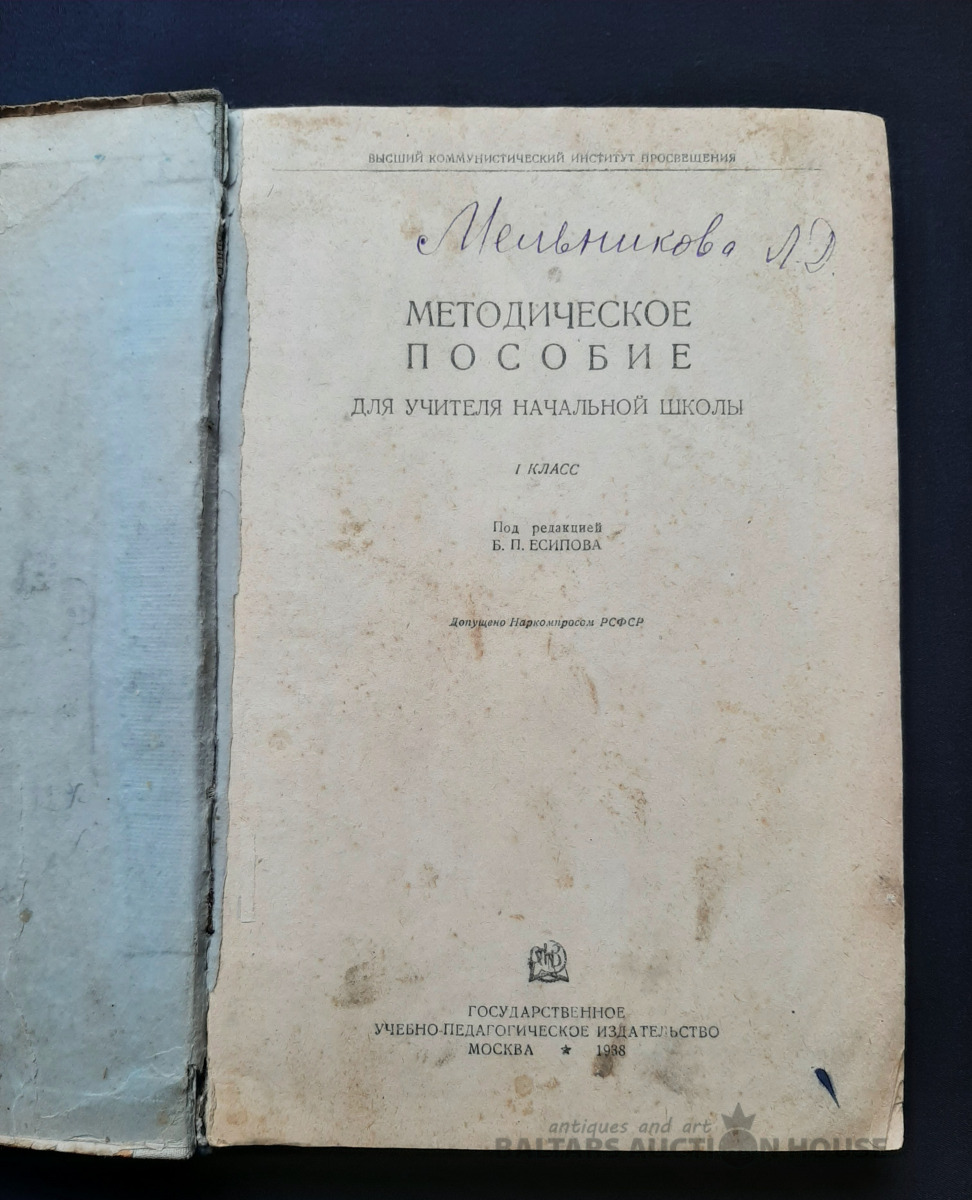 ВЫСШИЙ КОММУНИСТИЧЕСКИЙ ИНСТИТУТ ПРОСВЕЩЕНИЯ
Мельникова Л.Д.
МЕТОДИЧЕСКОЕ
ПОСОБИЕ
ДЛЯ УЧИТЕЛЯ НАЧАЛЬНОЙ ШКОЛЫ
I КЛАСС
Под редакцией
Б. П. ЕСИПОВА
Допущено Наркомпросом РСФСР
ГОСУДАРСТВЕННОЕ
УЧЕБНО-ПЕДАГОГИЧЕСКОЕ ИЗДАТЕЛЬСТВО
МОСКВА ★ 1938
antiques and art
BALTARS AUCTION HOUSE